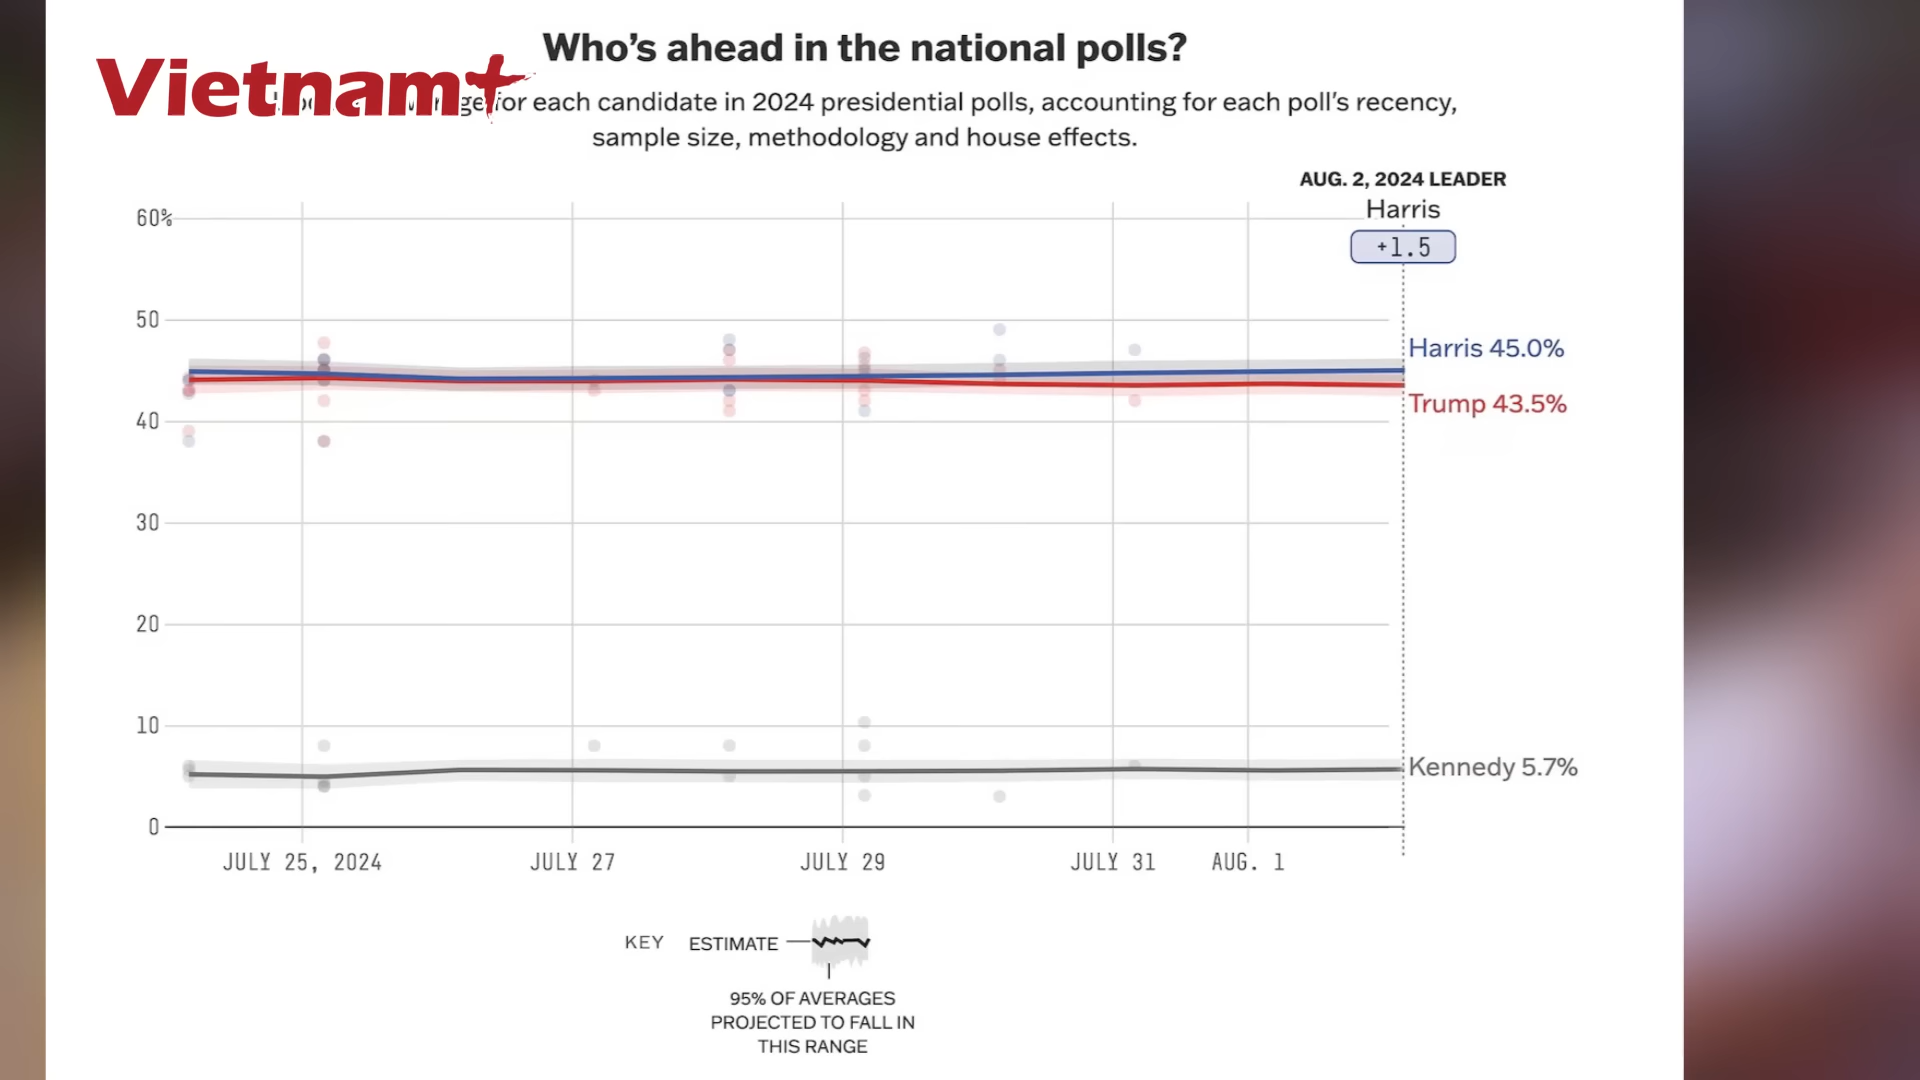 Who's ahead in the national polls?
Vietnam+
for each candidate in 2024 presidential polls, accounting for each poll's recency,
sample size, methodology and house effects.
AUG. 2, 2024 LEADER
Harris
+1.5
60%
50
40
30
20
10
0
Harris 45.0%
Trump 43.5%
Kennedy 5.7%
JULY 25, 2024
JULY 27
JULY 29
JULY 31
AUG. 1
KEY
ESTIMATE
95% OF AVERAGES
PROJECTED TO FALL IN
THIS RANGE